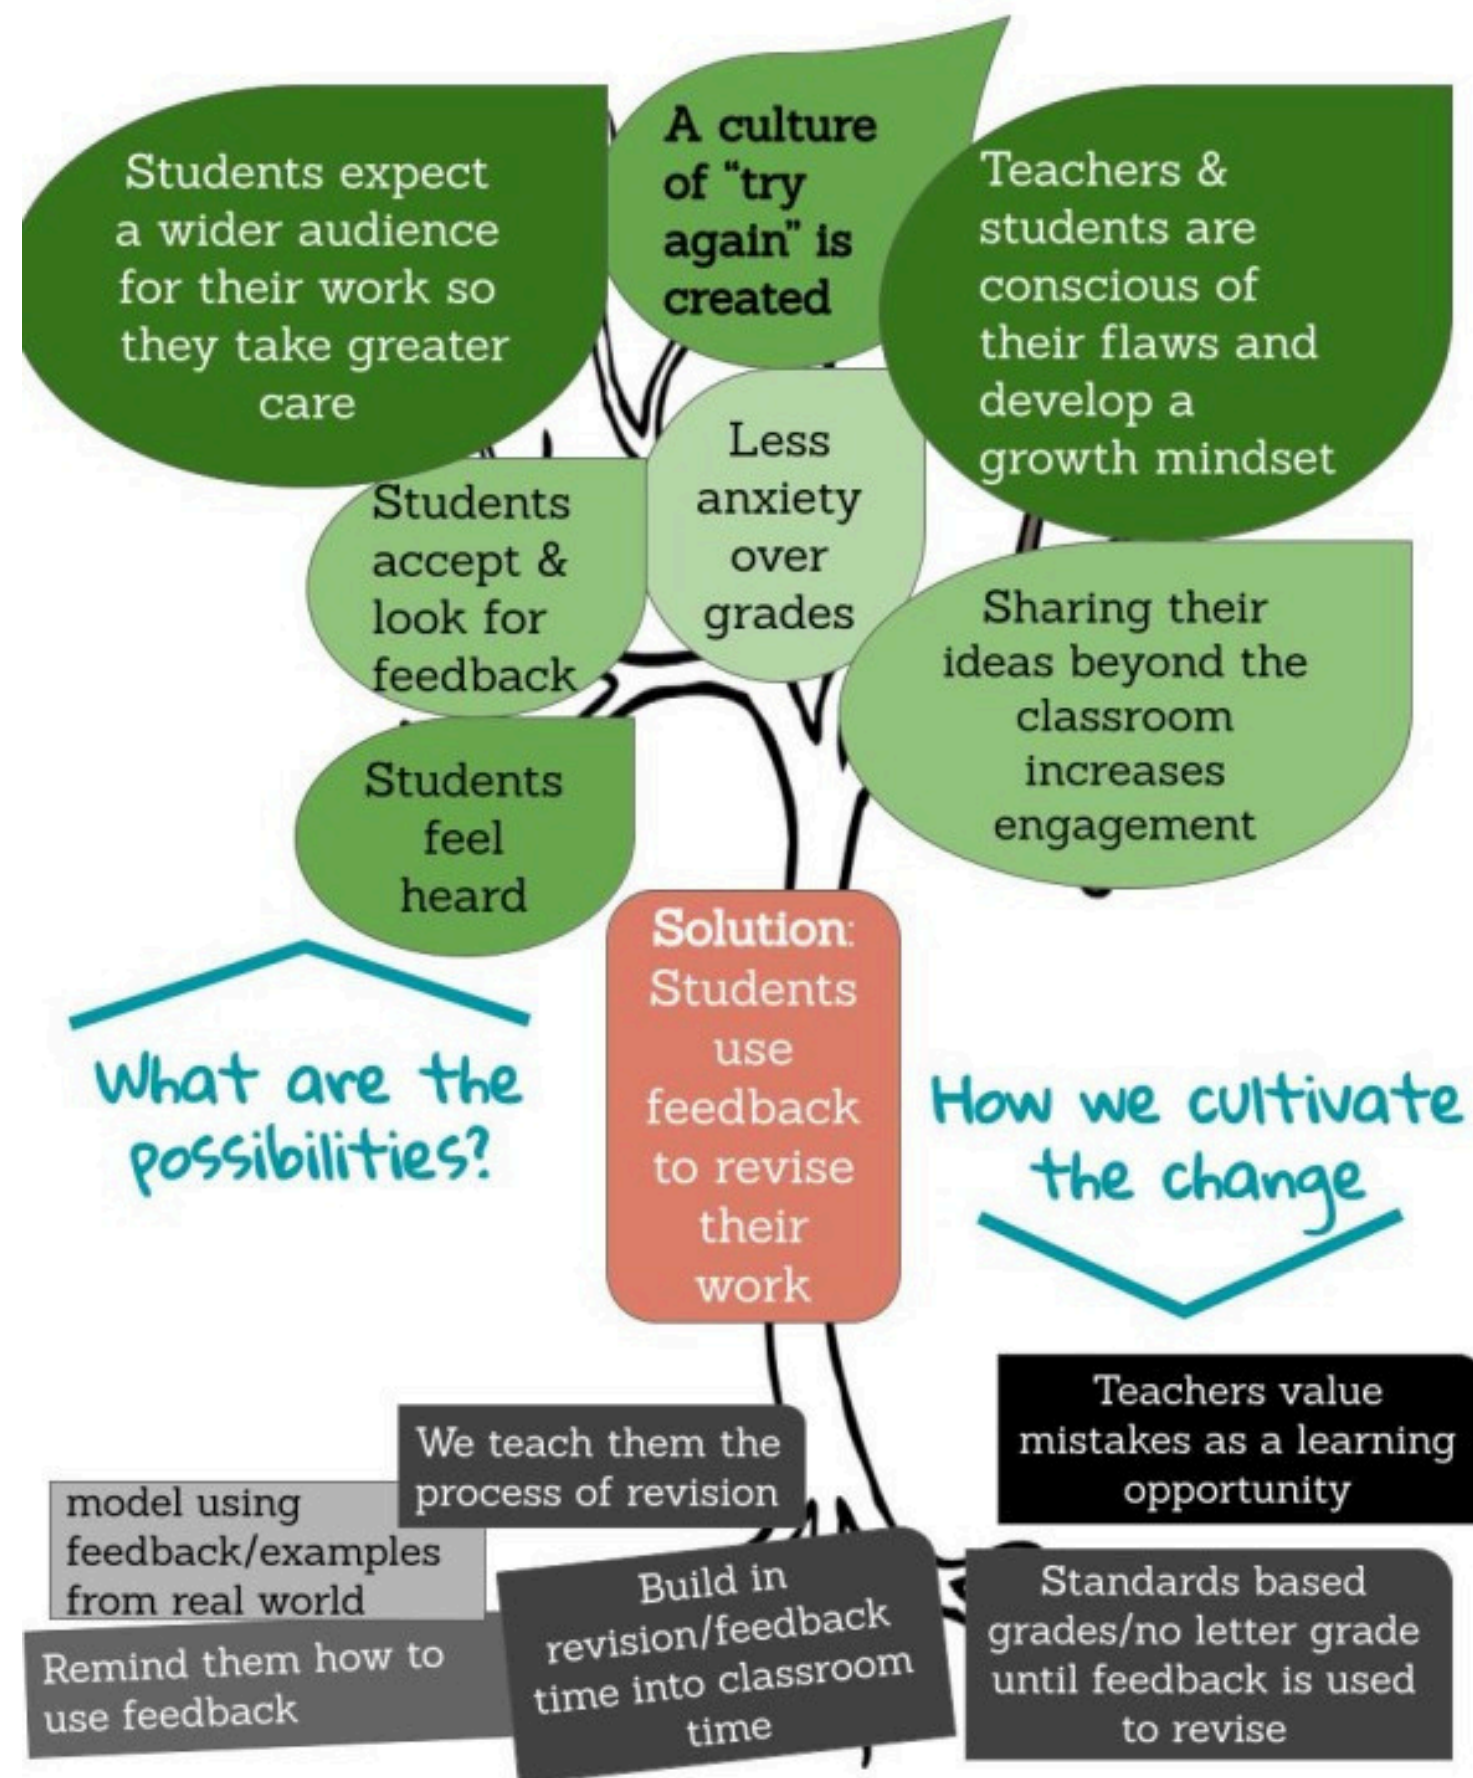 Students expect
a wider audience
for their work so
they take greater
care
A culture
of “try
again” is
created
Teachers &
students are
conscious of
their flaws and
develop a
growth mindset
Students
accept &
look for
feedback
Less
anxiety
over
grades
Sharing their
ideas beyond the
classroom
increases
engagement
Students
feel
heard
What are the
possibilities?
Solution:
Students
use
feedback
to revise
their
work
How we cultivate
the change
We teach them the
process of revision
Teachers value
mistakes as a learning
opportunity
model using
feedback/examples
from real world
Remind them how to
use feedback
Build in
revision/feedback
time into classroom
time
Standards based
grades/no letter grade
until feedback is used
to revise